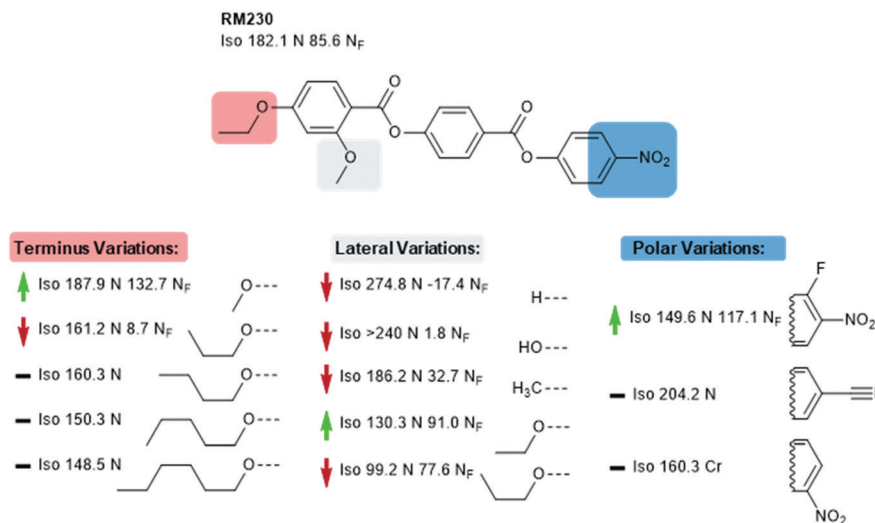 RM230
Iso 182.1 N 85.6 NF
O
O
O
O
O
O
NO2
Terminus Variations:
Iso 187.9 N 132.7 NF
O
Iso 161.2 N 8.7 NF
O
Iso 160.3 N
O
Iso 150.3 N
O
Iso 148.5 N
O
Lateral Variations:
Iso 274.8 N -17.4 NF
H
Iso >240 N 1.8 NF
HO
Iso 186.2 N 32.7 NF
H3C
Iso 130.3 N 91.0 NF
O
Iso 99.2 N 77.6 NF
O
Polar Variations:
F
Iso 149.6 N 117.1 NF
NO2
Iso 204.2 N
Iso 160.3 Cr
NO2